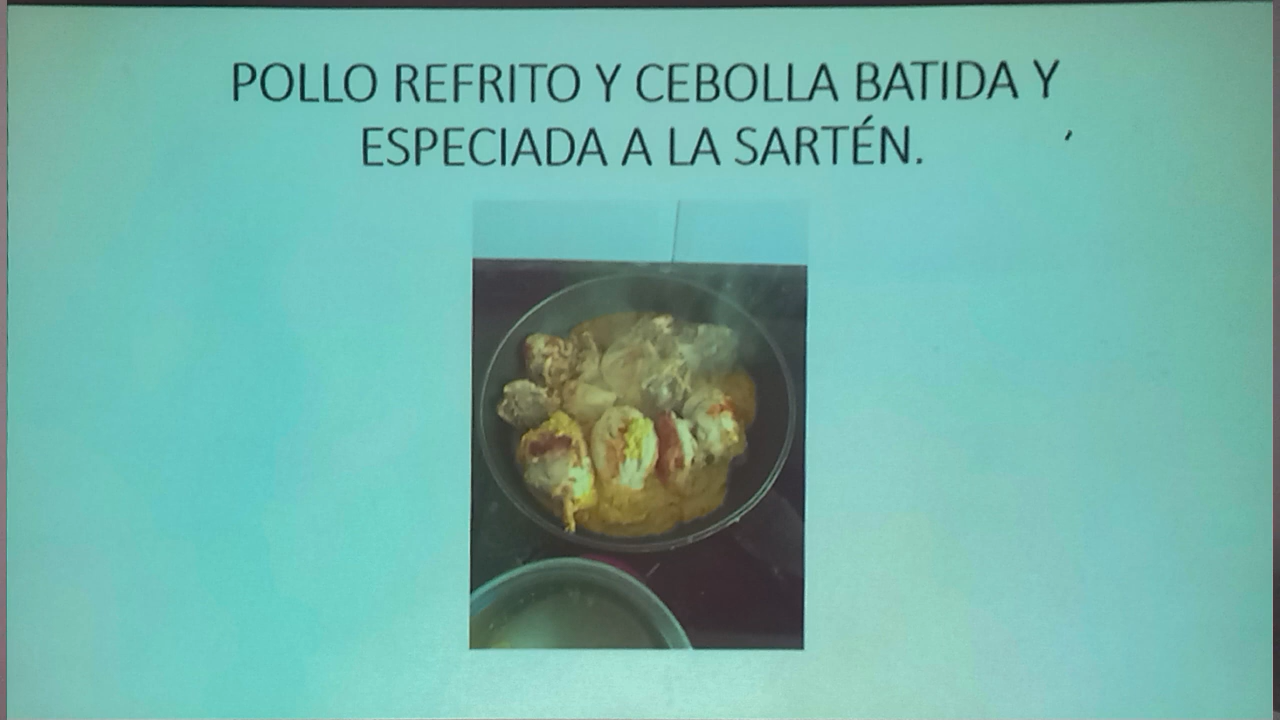 POLLO REFRITO Y CEBOLLA BATIDA Y
ESPECIADA A LA SARTÉN.